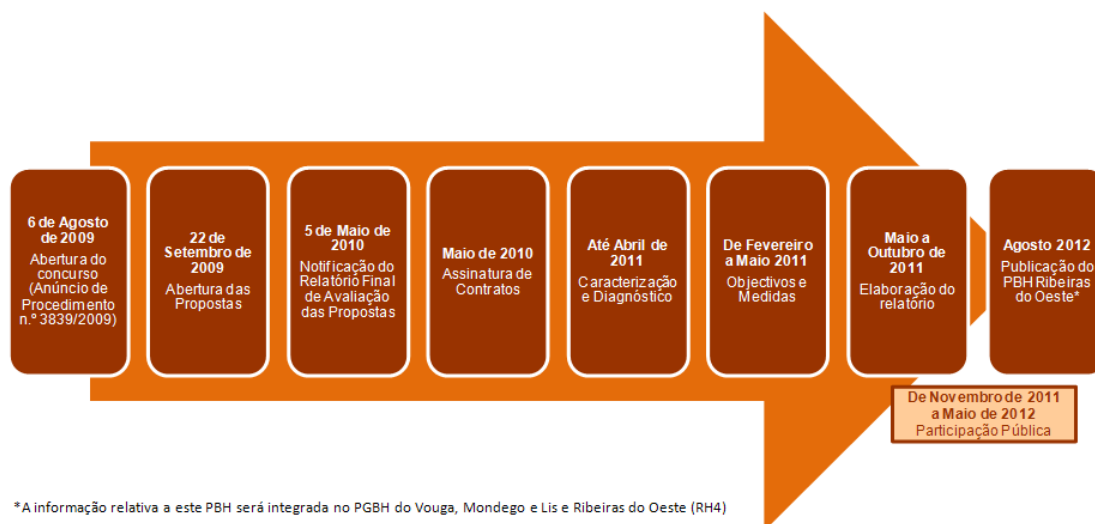 6 de Agosto
de 2009
Abertura do
concurso
(Anúncio de
Procedimento
n.º 3839/2009)
22 de
Setembro de
2009
Abertura das
Propostas
5 de Maio de
2010
Notificação do
Relatório Final
de Avaliação
das Propostas
Maio de 2010
Assinatura de
Contratos
Até Abril de
2011
Caracterização
e Diagnóstico
De Fevereiro
a Maio 2011
Objectivos e
Medidas
Maio a
Outubro de
2011
Elaboração do
relatório
Agosto 2012
Publicação do
PBH Ribeiras
do Oeste*
De Novembro de 2011
a Maio de 2012
Participação Pública
*A informação relativa a este PBH será integrada no PGBH do Vouga, Mondego e Lis e Ribeiras do Oeste (RH4)